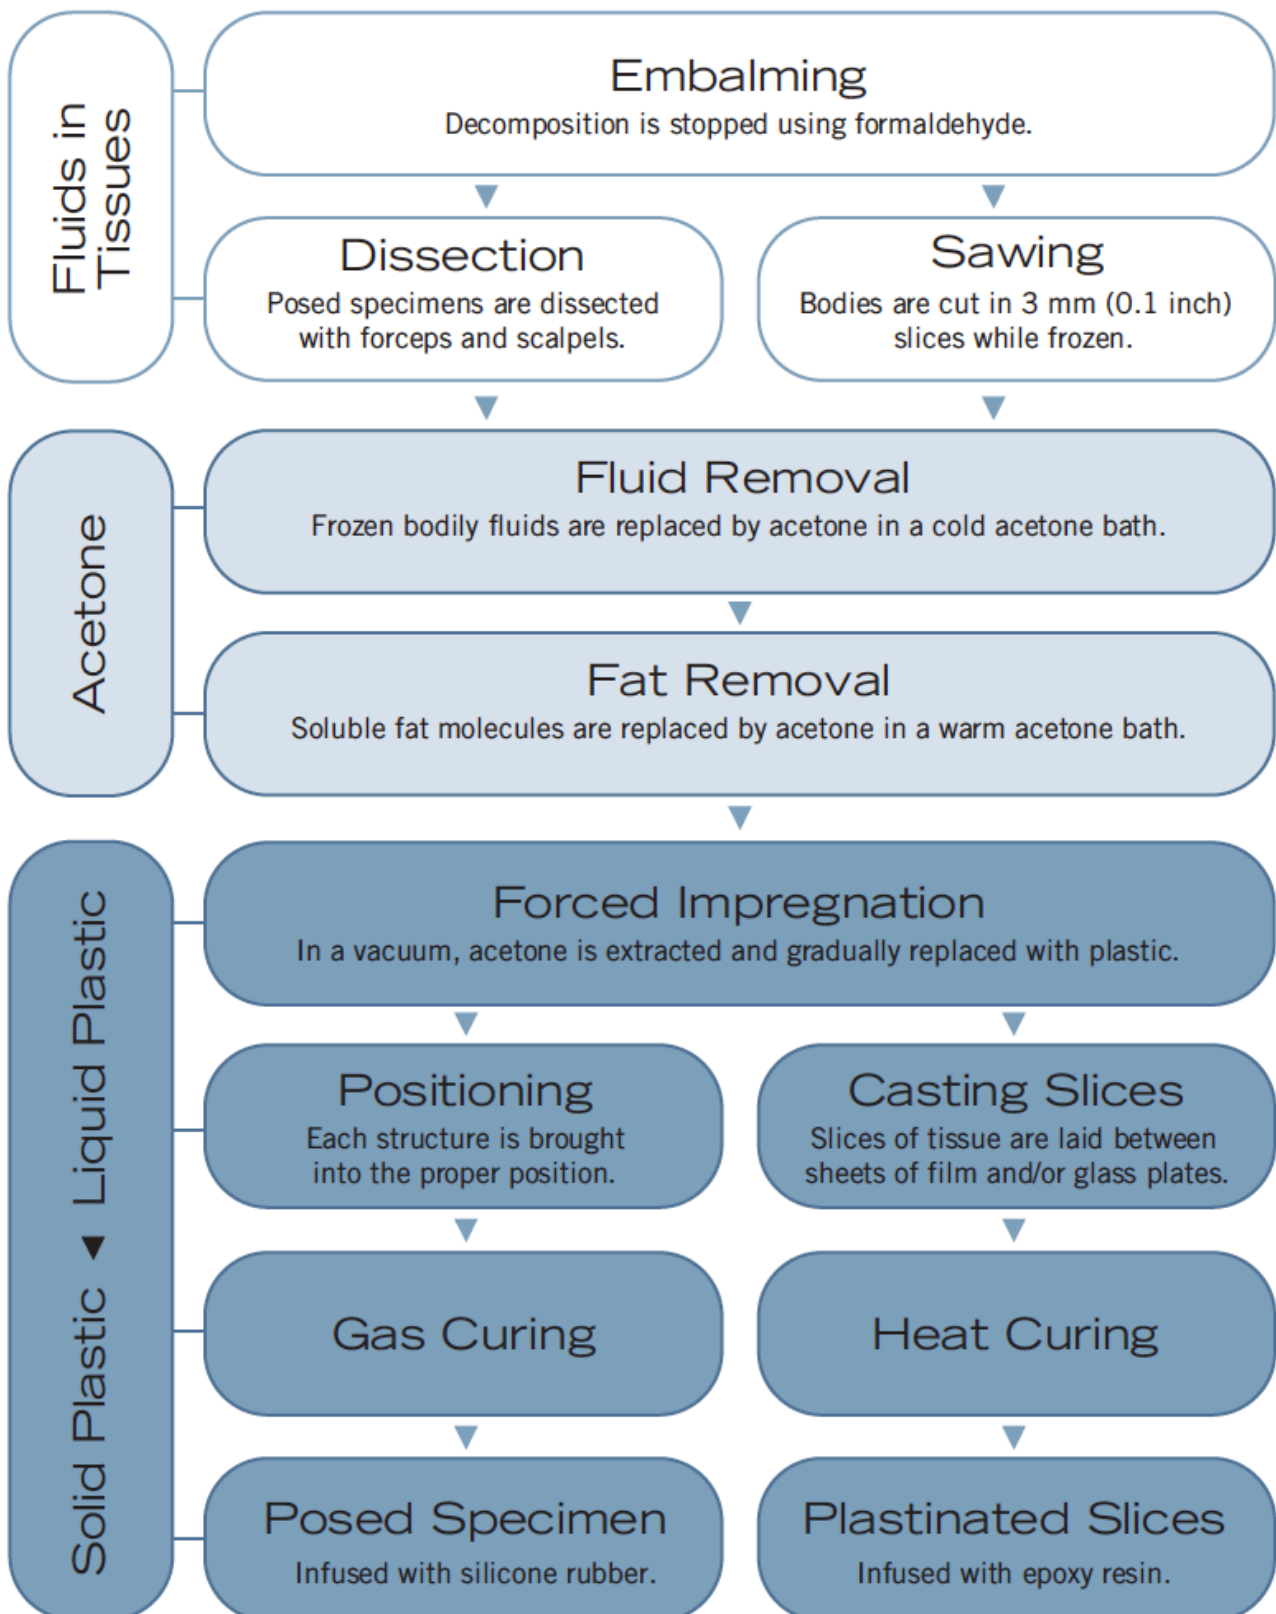 Fluids in
Tissues
Embalming
Decomposition is stopped using formaldehyde.
Dissection
Posed specimens are dissected
with forceps and scalpels.
Sawing
Bodies are cut in 3 mm (0.1 inch)
slices while frozen.
Acetone
Fluid Removal
Frozen bodily fluids are replaced by acetone in a cold acetone bath.
Fat Removal
Soluble fat molecules are replaced by acetone in a warm acetone bath.
Solid Plastic ◀ Liquid Plastic
Forced Impregnation
In a vacuum, acetone is extracted and gradually replaced with plastic.
Positioning
Each structure is brought
into the proper position.
Casting Slices
Slices of tissue are laid between
sheets of film and/or glass plates.
Gas Curing
Heat Curing
Posed Specimen
Infused with silicone rubber.
Plastinated Slices
Infused with epoxy resin.